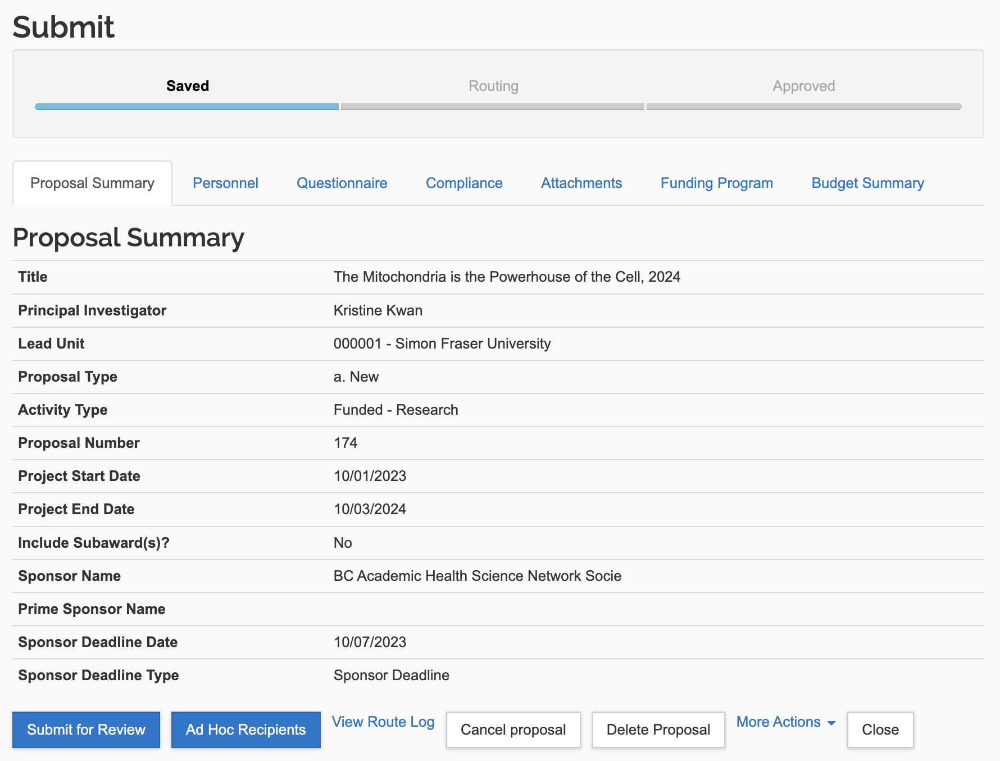 Submit
Saved Routing Approved
Proposal Summary Personnel Questionnaire Compliance Attachments Funding Program Budget Summary
Proposal Summary
Title The Mitochondria is the Powerhouse of the Cell, 2024
Principal Investigator Kristine Kwan
Lead Unit 000001 - Simon Fraser University
Proposal Type a. New
Activity Type Funded - Research
Proposal Number 174
Project Start Date 10/01/2023
Project End Date 10/03/2024
Include Subaward(s)? No
Sponsor Name BC Academic Health Science Network Socie
Prime Sponsor Name
Sponsor Deadline Date 10/07/2023
Sponsor Deadline Type Sponsor Deadline
Submit for Review Ad Hoc Recipients View Route Log Cancel proposal Delete Proposal More Actions Close